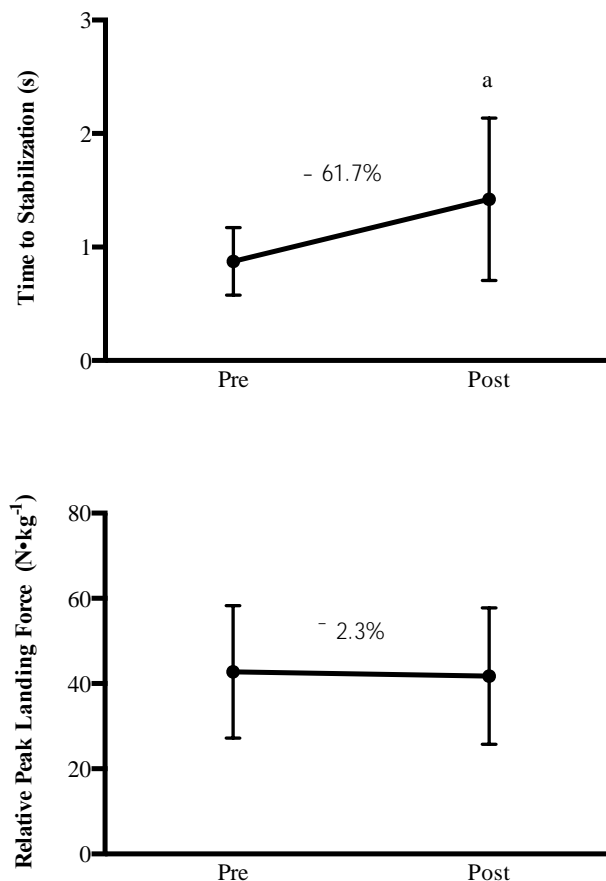 Time to Stabilization (s)
3
2
1
0
a
– 61.7%
Pre Post
Relative Peak Landing Force (N•kg⁻¹)
80
60
40
20
0
– 2.3%
Pre Post